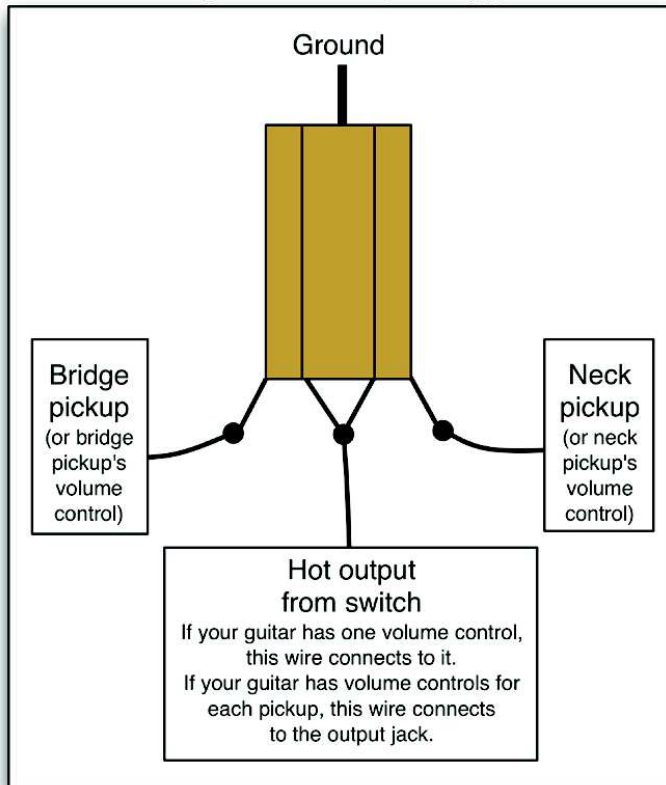 Ground
Bridge
pickup
(or bridge
pickup's
volume
control)
Neck
pickup
(or neck
pickup's
volume
control)
Hot output
from switch
If your guitar has one volume control,
this wire connects to it.
If your guitar has volume controls for
each pickup, this wire connects
to the output jack.